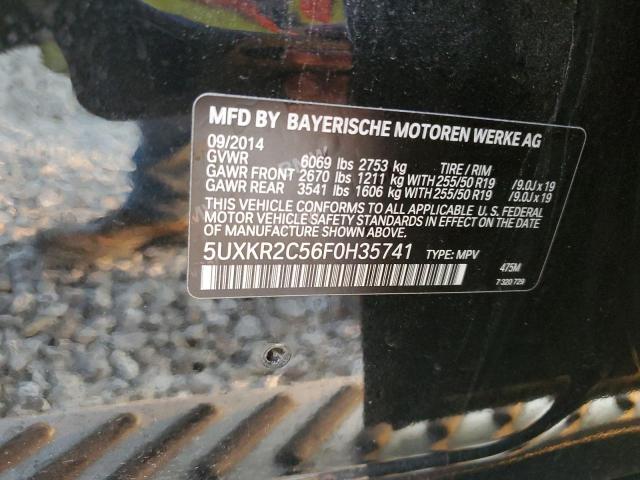 MFD BY BAYERISCHE MOTOREN WERKE AG
09/2014
GVWR 6069 lbs 2753 kg TIRE / RIM
GAWR FRONT 2670 lbs 1211 kg WITH 255/50 R19 /9.0J x 19
GAWR REAR 3541 lbs 1606 kg WITH 255/50 R19 /9.0J x 19
THIS VEHICLE CONFORMS TO ALL APPLICABLE U. S. FEDERAL
MOTOR VEHICLE SAFETY STANDARDS IN EFFECT ON THE DATE OF
MANUFACTURE SHOWN ABOVE.
5UXKR2C56F0H35741 TYPE: MPV
475M
7 320 729